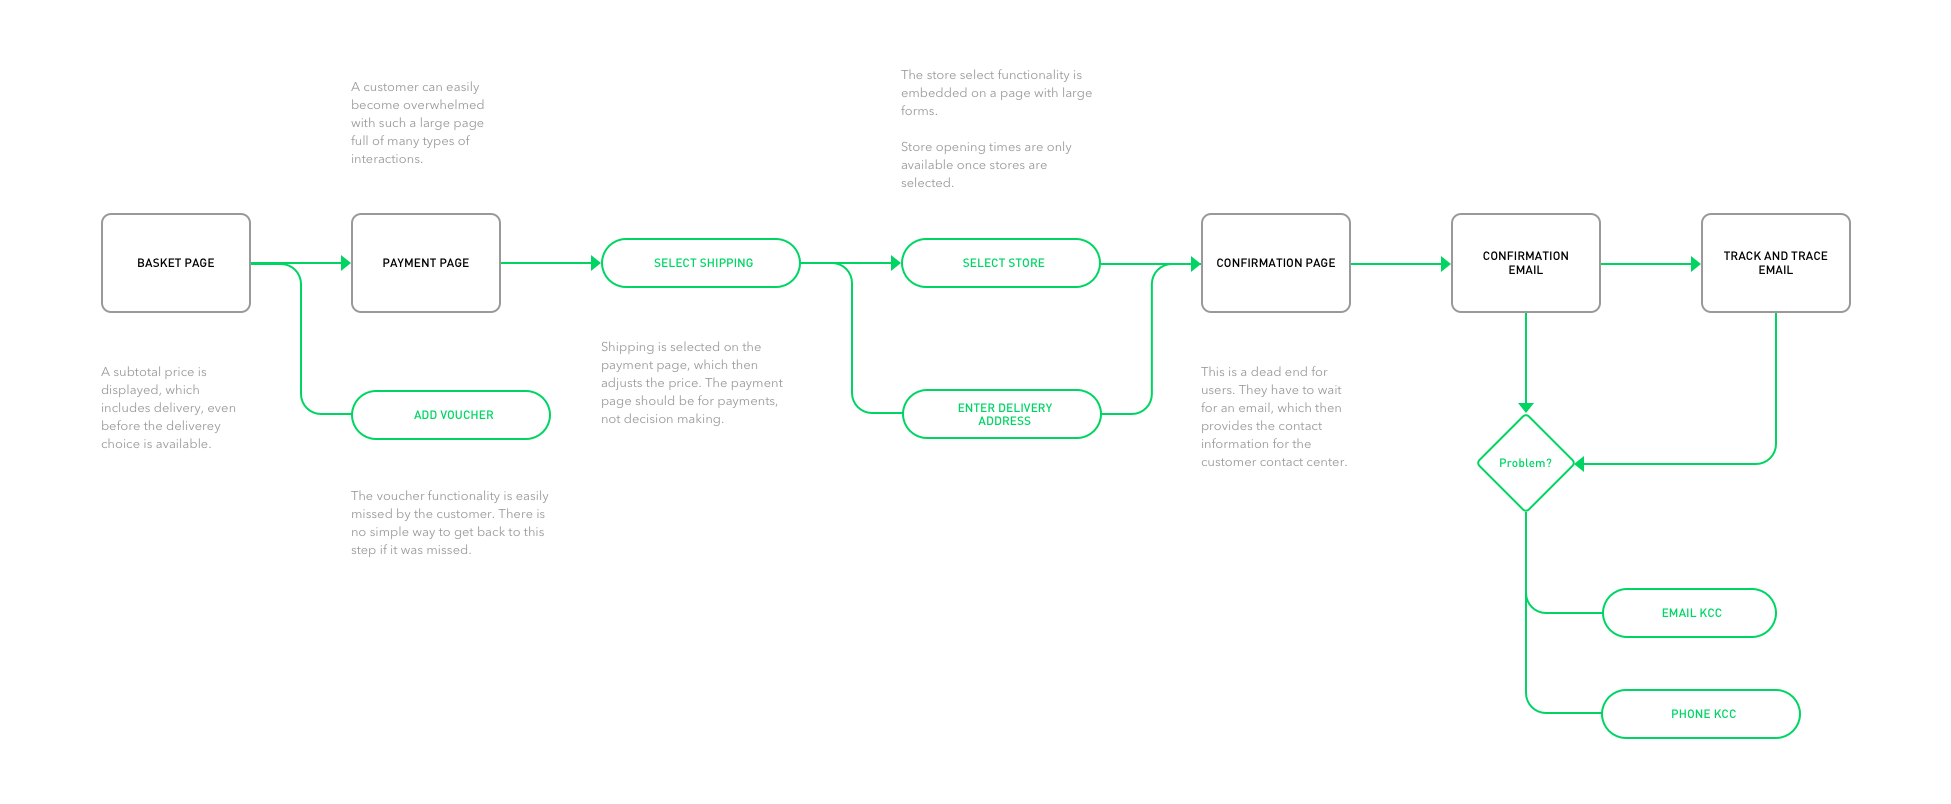 A customer can easily
become overwhelmed
with such a large page
full of many types of
interactions.
The store select functionality is
embedded on a page with large
forms.
Store opening times are only
available once stores are
selected.
BASKET PAGE
PAYMENT PAGE
SELECT SHIPPING
SELECT STORE
CONFIRMATION PAGE
CONFIRMATION
EMAIL
TRACK AND TRACE
EMAIL
A subtotal price is
displayed, which
includes delivery, even
before the deliverey
choice is available.
ADD VOUCHER
The voucher functionality is easily
missed by the customer. There is
no simple way to get back to this
step if it was missed.
Shipping is selected on the
payment page, which then
adjusts the price. The payment
page should be for payments,
not decision making.
ENTER DELIVERY
ADDRESS
This is a dead end for
users. They have to wait
for an email, which then
provides the contact
information for the
customer contact center.
Problem?
EMAIL KCC
PHONE KCC